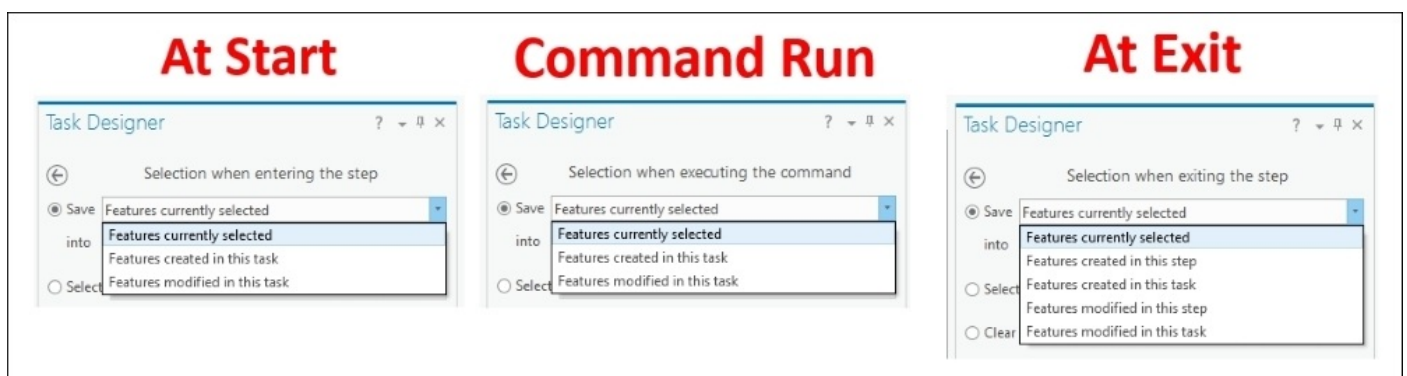 At Start
Task Designer
Selection when entering the step
Save Features currently selected
into Features currently selected
Features created in this task
Select Features modified in this task
Command Run
Task Designer
Selection when executing the command
Save Features currently selected
into Features currently selected
Features created in this task
Select Features modified in this task
At Exit
Task Designer
Selection when exiting the step
Save Features currently selected
into Features currently selected
Features created in this step
Select Features created in this task
Features modified in this step
Clear Features modified in this task